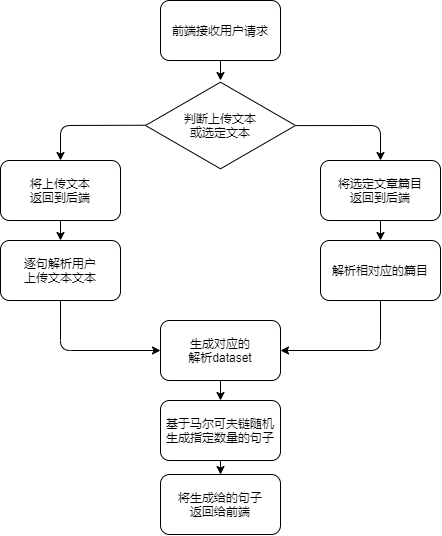 前端接收用户请求
判断上传文本
或选定文本
将上传文本
返回到后端
将选定文章篇目
返回到后端
逐句解析用户
上传文本文本
解析相对应的篇目
生成对应的
解析dataset
基于马尔可夫链随机
生成指定数量的句子
将生成给的句子
返回给前端